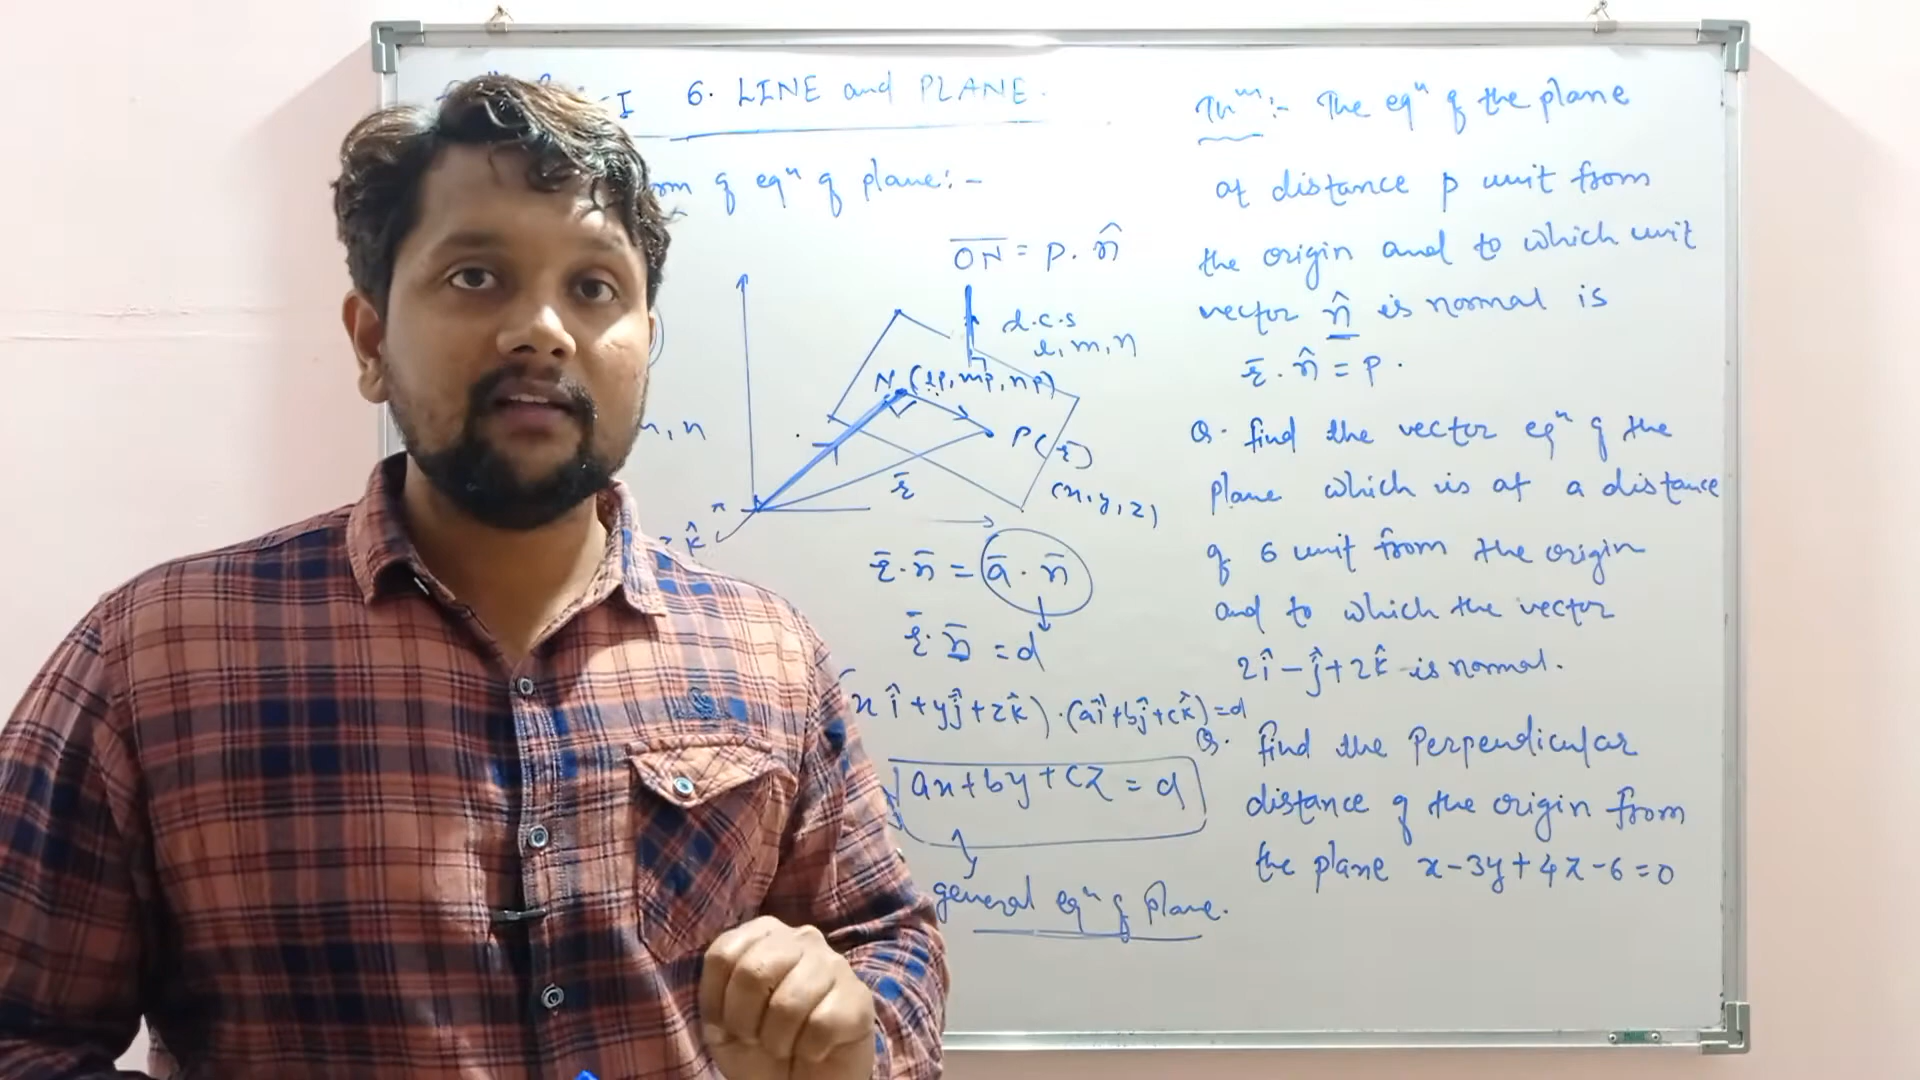 I 6. LINE and PLANE.
of eqⁿ of plane:-
ON̅ = p. n̂
d.c.s
l, m, n
N (lp, mp, np)
, n
P( r̅)
r̅
(x, y, z)
k̂
r̅.n̅ = a̅ . n̅
r̅. n̅ = d
x î + yĵ + zk̂) . (aî+bĵ+ck̂) = d
ax+by+cz = d
general eqⁿ of plane.
Thᵐ :- The eqⁿ of the plane
at distance p unit from
the origin and to which unit
vector n̂ is normal is
r̅ . n̂ = p .
Q. find the vector eqⁿ of the
plane which is at a distance
of 6 unit from the origin
and to which the vector
2î - ĵ + 2k̂ is normal.
Q. find the Perpendicular
distance of the origin from
the plane x-3y+4z-6=0